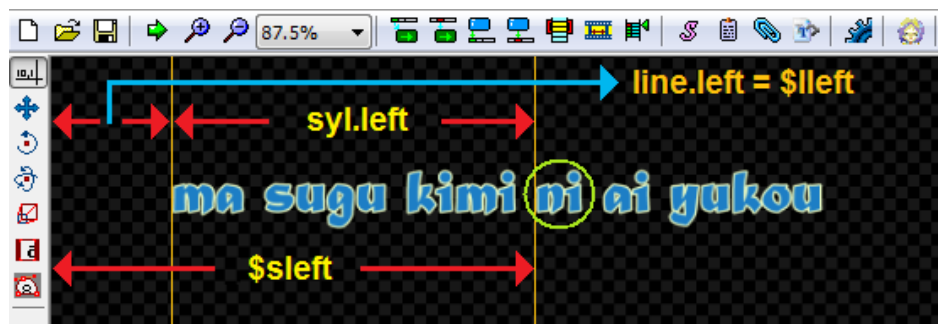 87.5%
line.left = $lleft
syl.left
ma sugu kimi ni ai yukou
$sleft